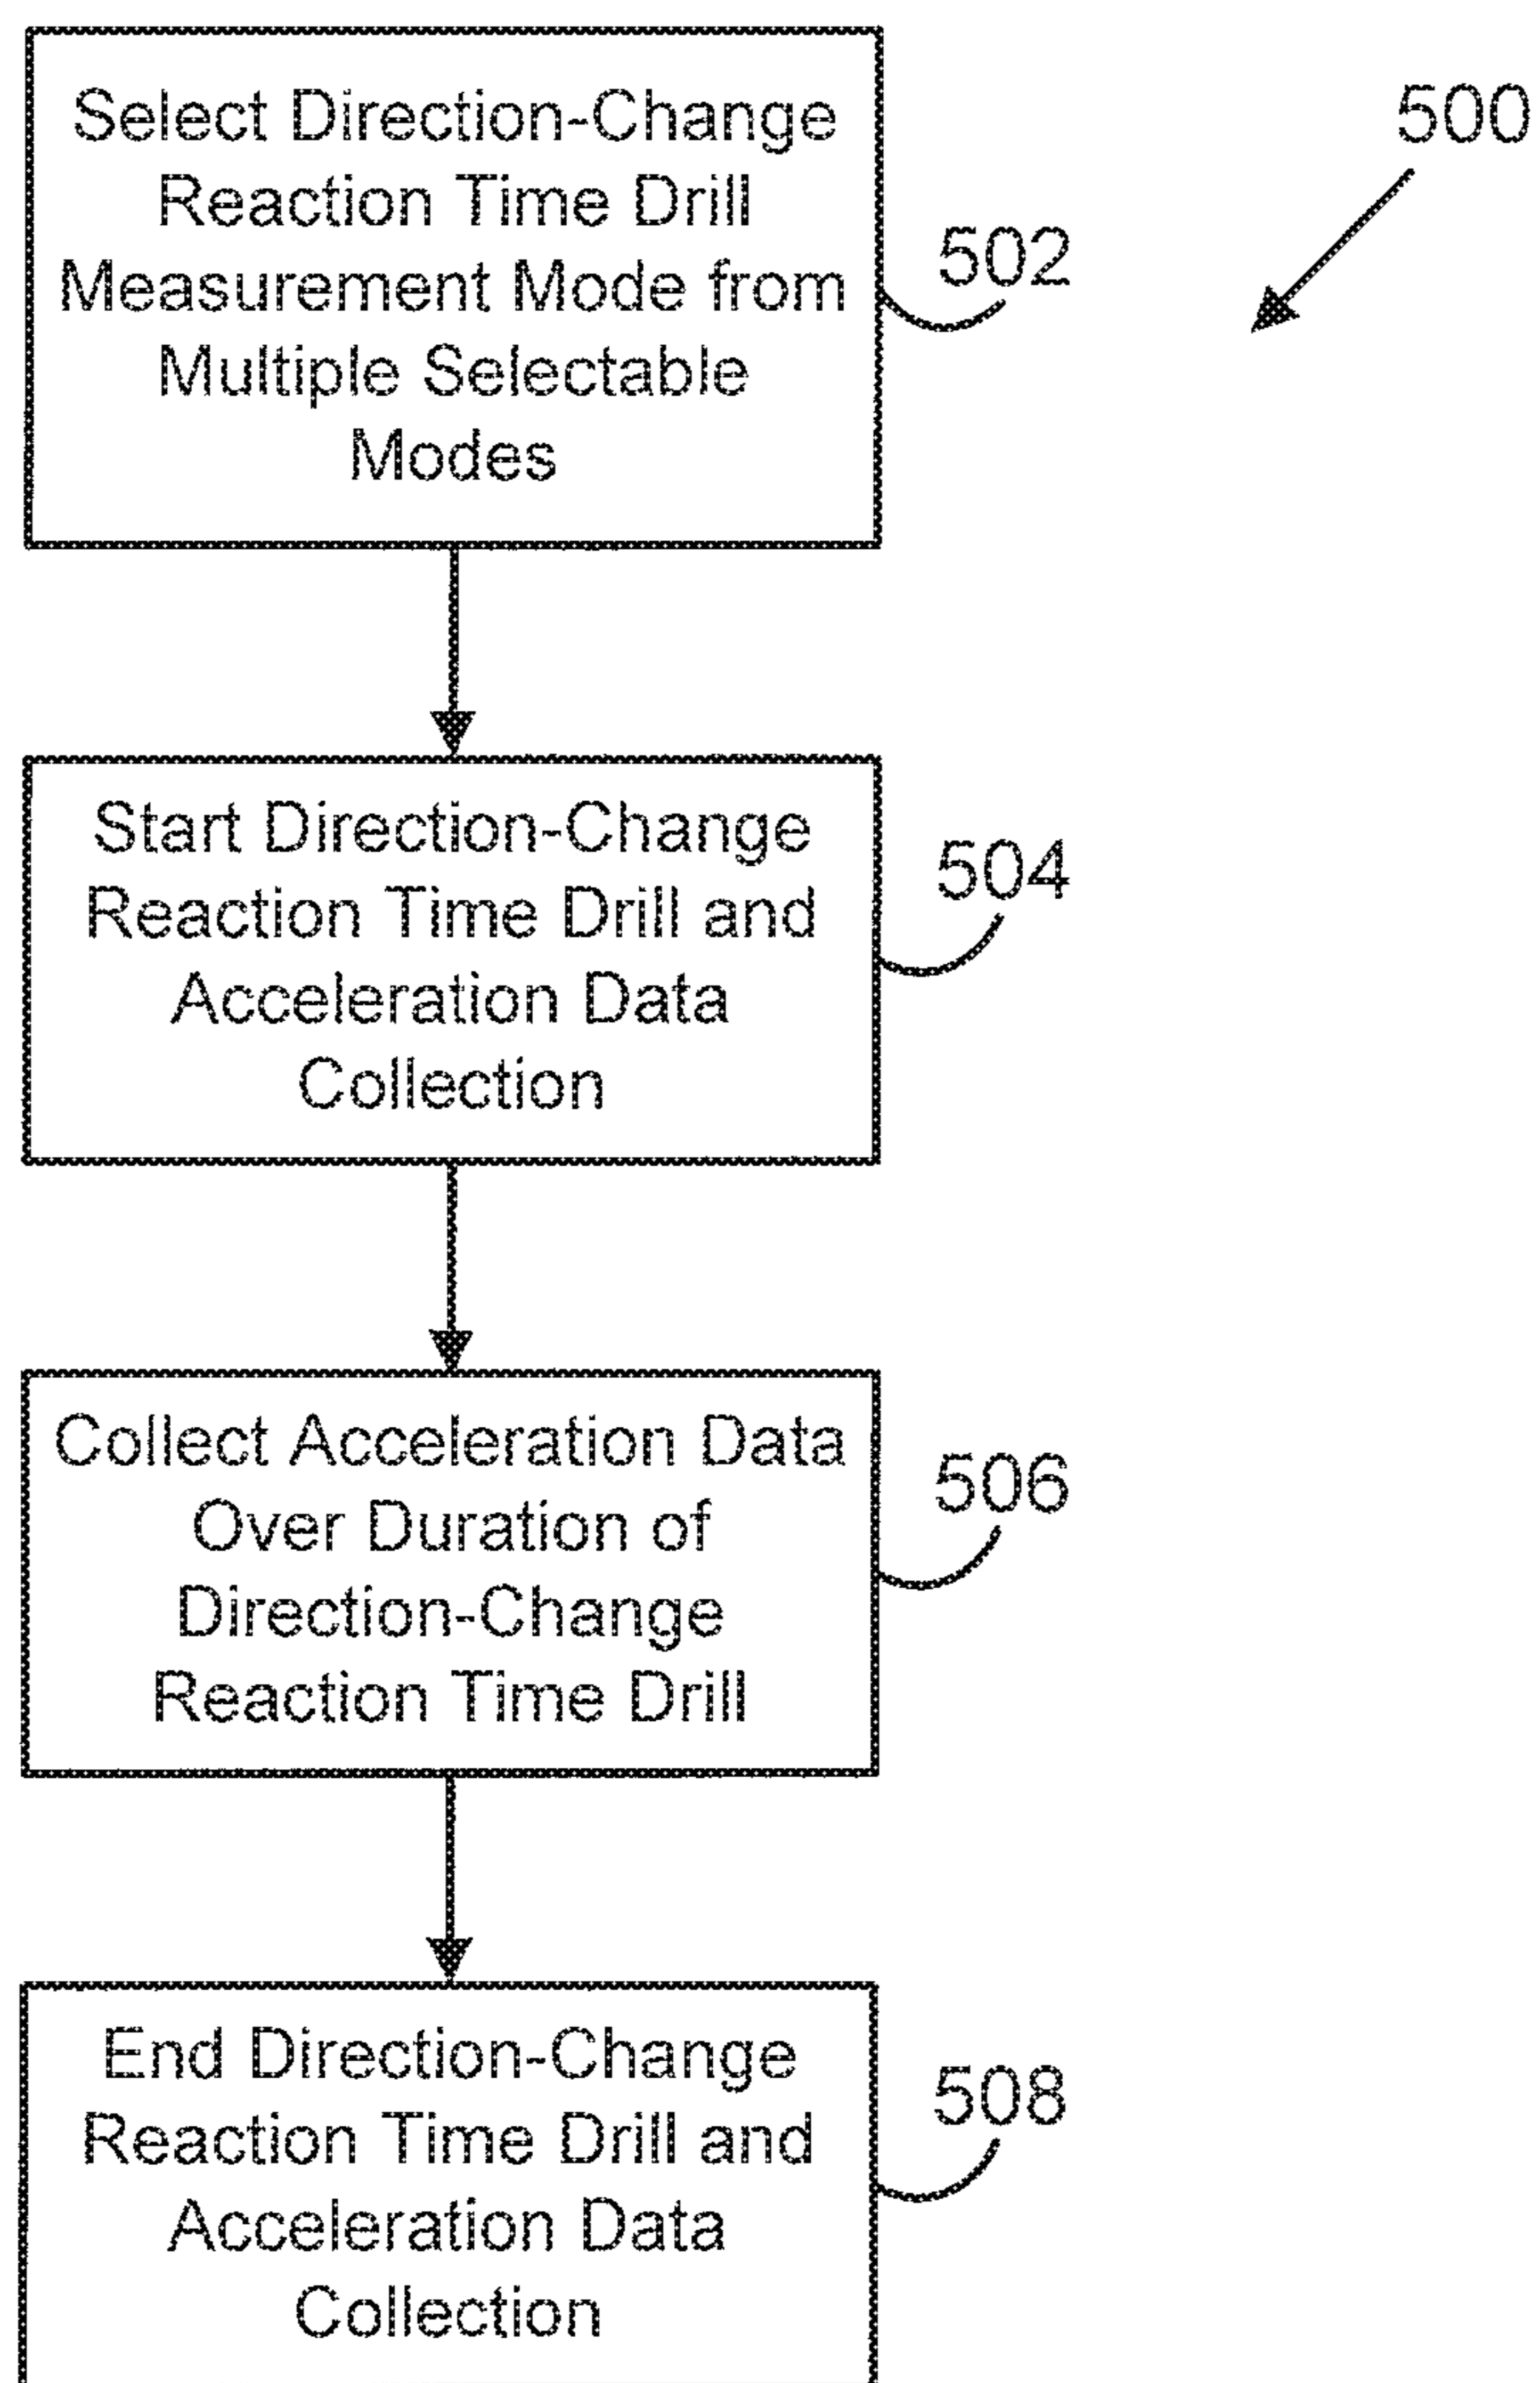 Select Direction-Change
Reaction Time Drill
Measurement Mode from
Multiple Selectable
Modes
500
502
Start Direction-Change
Reaction Time Drill and
Acceleration Data
Collection
504
Collect Acceleration Data
Over Duration of
Direction-Change
Reaction Time Drill
506
End Direction-Change
Reaction Time Drill and
Acceleration Data
Collection
508